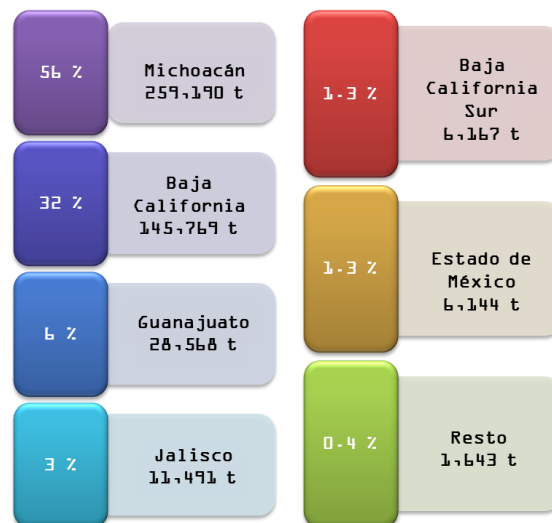 56 %
Michoacán
259,190 t
32 %
Baja
California
145,769 t
6 %
Guanajuato
28,568 t
3 %
Jalisco
11,491 t
1.3 %
Baja
California
Sur
6,167 t
1.3 %
Estado de
México
6,144 t
0.4 %
Resto
1,643 t